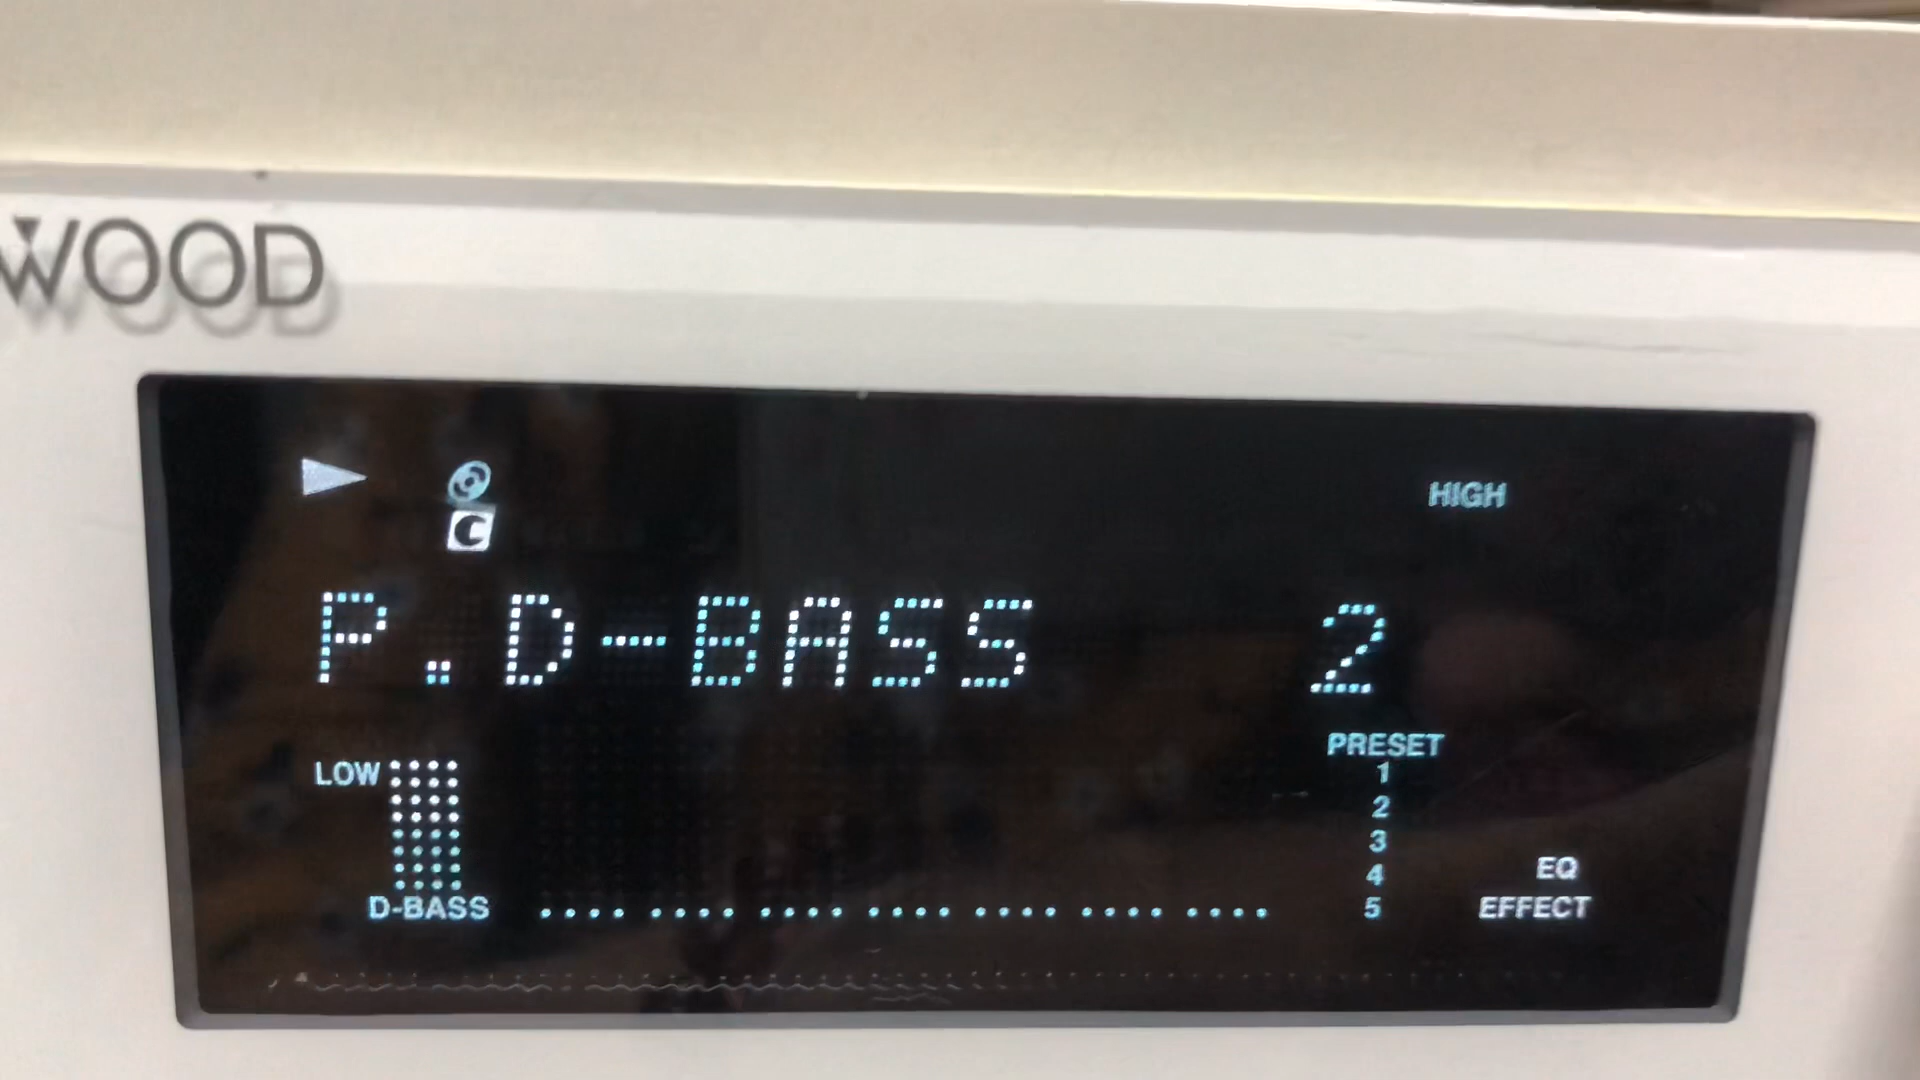 WOOD
HIGH
C
P.D-BASS 2
PRESET
LOW
1
2
3
4 EQ
D-BASS 5 EFFECT